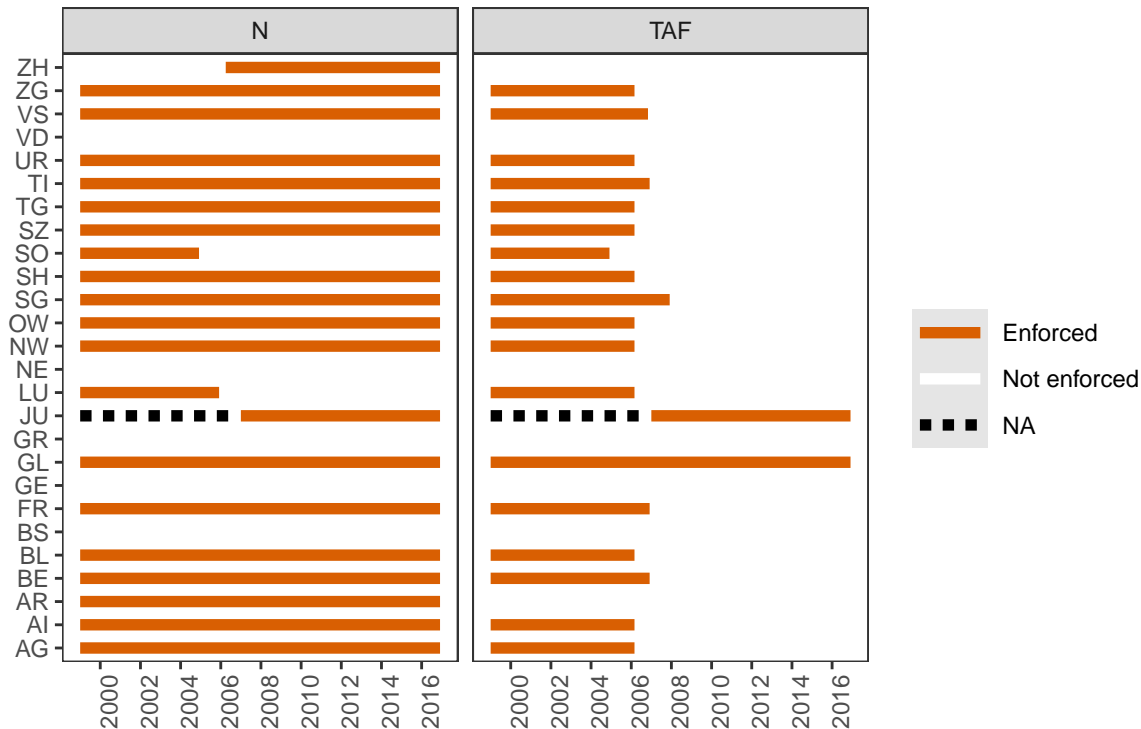 N
TAF
ZH
ZG
VS
VD
UR
TI
TG
SZ
SO
SH
SG
OW
NW
NE
LU
JU
GR
GL
GE
FR
BS
BL
BE
AR
AI
AG
2000 2002 2004 2006 2008 2010 2012 2014 2016
2000 2002 2004 2006 2008 2010 2012 2014 2016
Enforced
Not enforced
NA